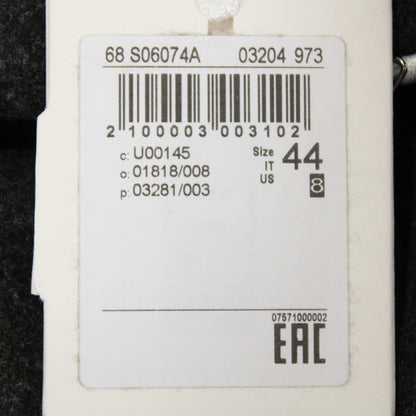 68 S06074A 03204 973
2 100003 003102
c: U00145
o: 01818/008
p: 03281/003
Size 44
IT
US 8
07571000002
EAC